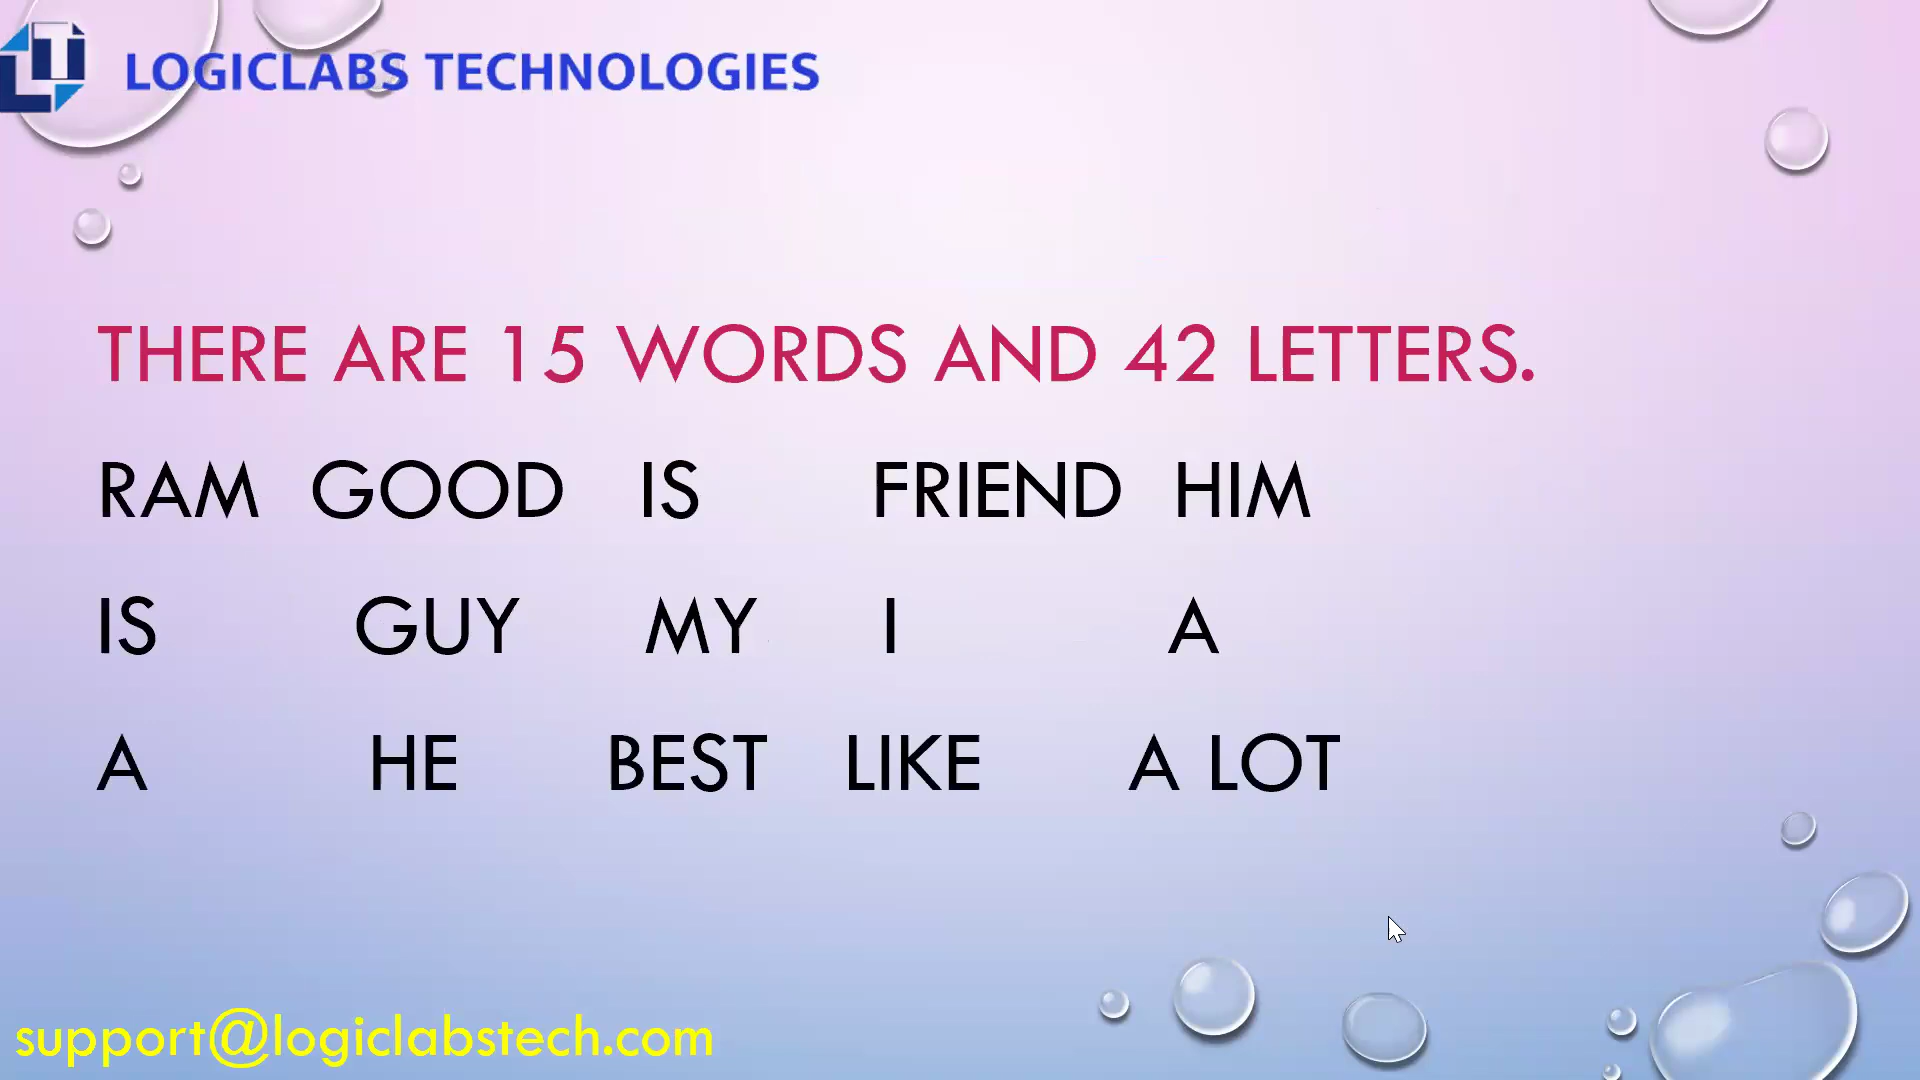 LOGICLABS TECHNOLOGIES
THERE ARE 15 WORDS AND 42 LETTERS.
RAM GOOD IS FRIEND HIM
IS GUY MY I A
A HE BEST LIKE A LOT
support@logiclabstech.com